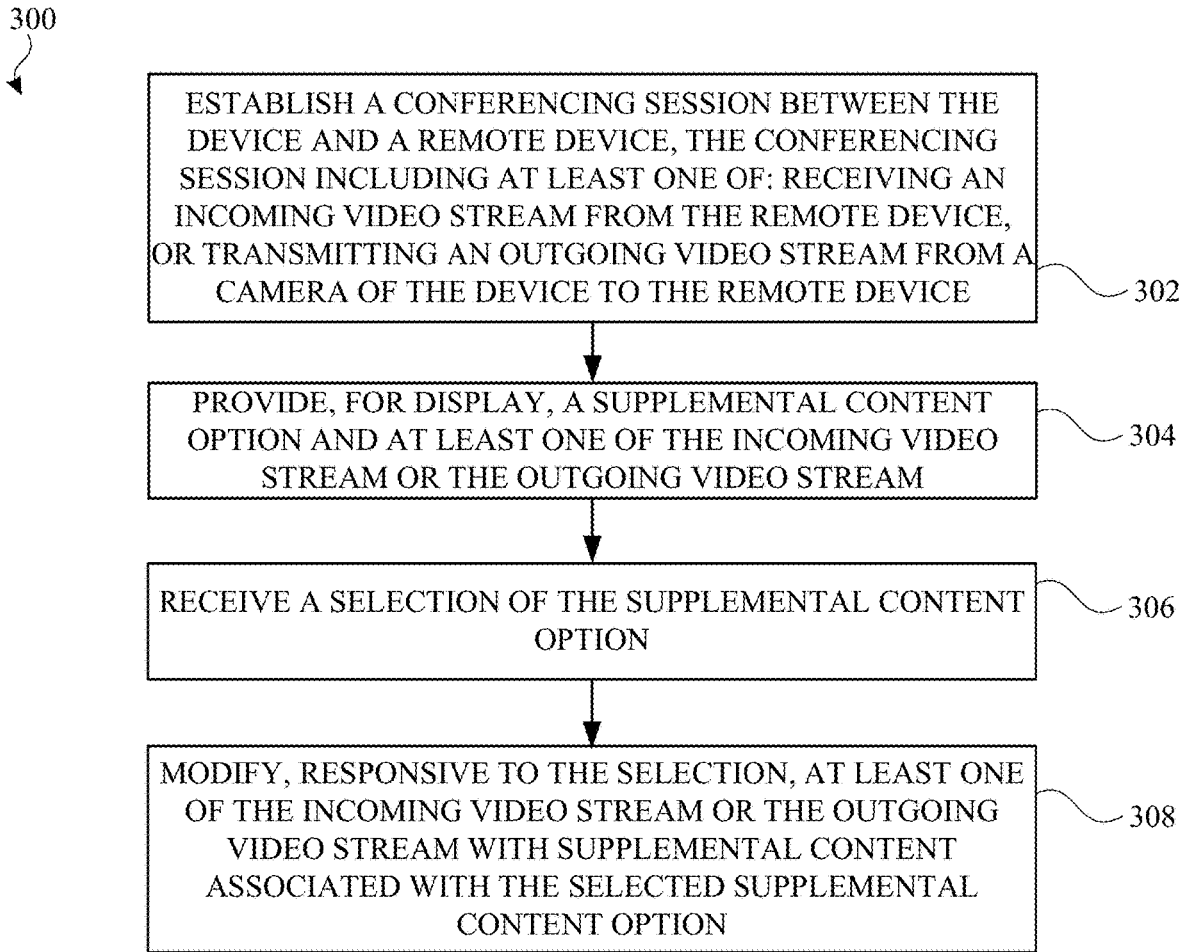 300
ESTABLISH A CONFERENCING SESSION BETWEEN THE
DEVICE AND A REMOTE DEVICE, THE CONFERENCING
SESSION INCLUDING AT LEAST ONE OF: RECEIVING AN
INCOMING VIDEO STREAM FROM THE REMOTE DEVICE,
OR TRANSMITTING AN OUTGOING VIDEO STREAM FROM A
CAMERA OF THE DEVICE TO THE REMOTE DEVICE
302
PROVIDE, FOR DISPLAY, A SUPPLEMENTAL CONTENT
OPTION AND AT LEAST ONE OF THE INCOMING VIDEO
STREAM OR THE OUTGOING VIDEO STREAM
304
RECEIVE A SELECTION OF THE SUPPLEMENTAL CONTENT
OPTION
306
MODIFY, RESPONSIVE TO THE SELECTION, AT LEAST ONE
OF THE INCOMING VIDEO STREAM OR THE OUTGOING
VIDEO STREAM WITH SUPPLEMENTAL CONTENT
ASSOCIATED WITH THE SELECTED SUPPLEMENTAL
CONTENT OPTION
308